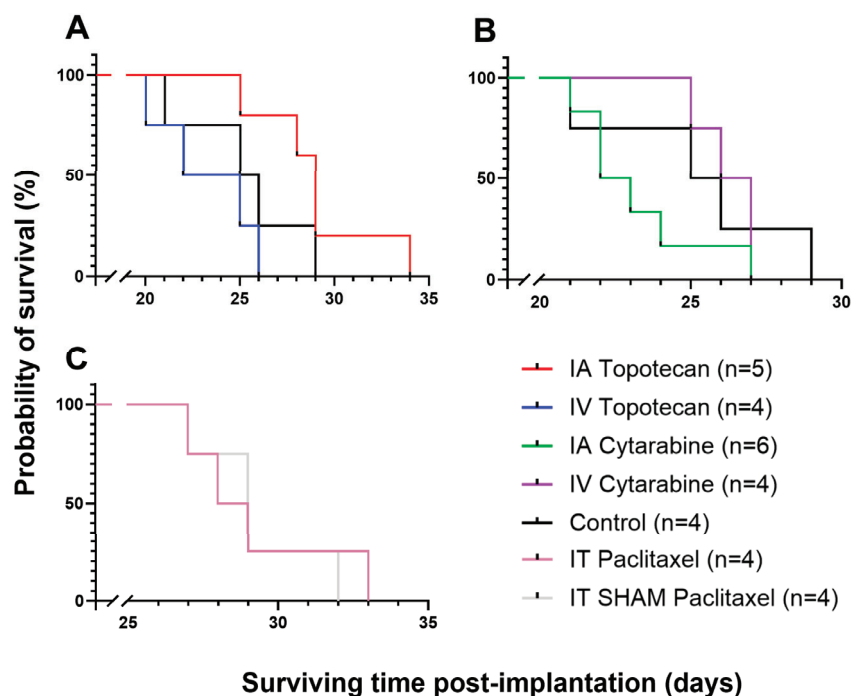 A
B
100
50
0
20
25
30
35
100
50
0
20
25
30
C
100
50
0
25
30
35
IA Topotecan (n=5)
IV Topotecan (n=4)
IA Cytarabine (n=6)
IV Cytarabine (n=4)
Control (n=4)
IT Paclitaxel (n=4)
IT SHAM Paclitaxel (n=4)
Probability of survival (%)
Surviving time post-implantation (days)